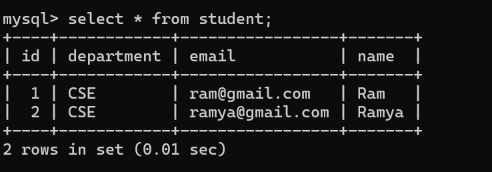 mysql> select * from student;
+----+------------+-----------------+-------+
| id | department | email           | name  |
+----+------------+-----------------+-------+
|  1 | CSE        | ram@gmail.com   | Ram   |
|  2 | CSE        | ramya@gmail.com | Ramya |
+----+------------+-----------------+-------+
2 rows in set (0.01 sec)